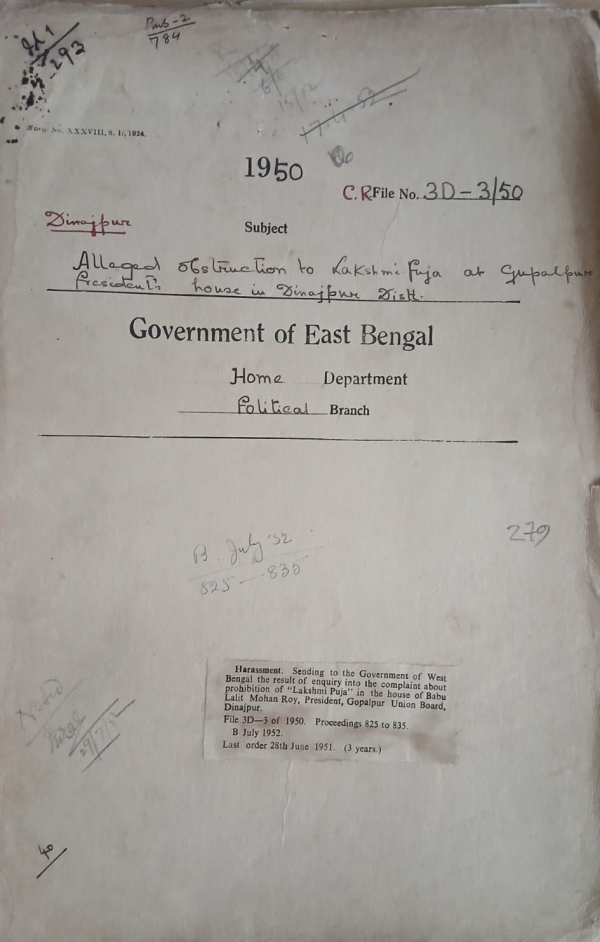 Pub-2
784
293
Form No. XXXVIII, S. I., 1924.
1950
C.R. File No. 3D-3/50
Dinajpur
Subject
Alleged obstruction to Lakshmi Puja at Gupalpur
President's house in Dinajpur Distt.
Government of East Bengal
Home Department
Political Branch
279
B. July '52
825 — 835
Harassment. Sending to the Government of West
Bengal the result of enquiry into the complaint about
prohibition of "Lakshmi Puja" in the house of Babu
Lalit Mohan Roy, President, Gopalpur Union Board,
Dinajpur.
File 3D—3 of 1950. Proceedings 825 to 835.
B July 1952.
Last order 28th June 1951. (3 years.)